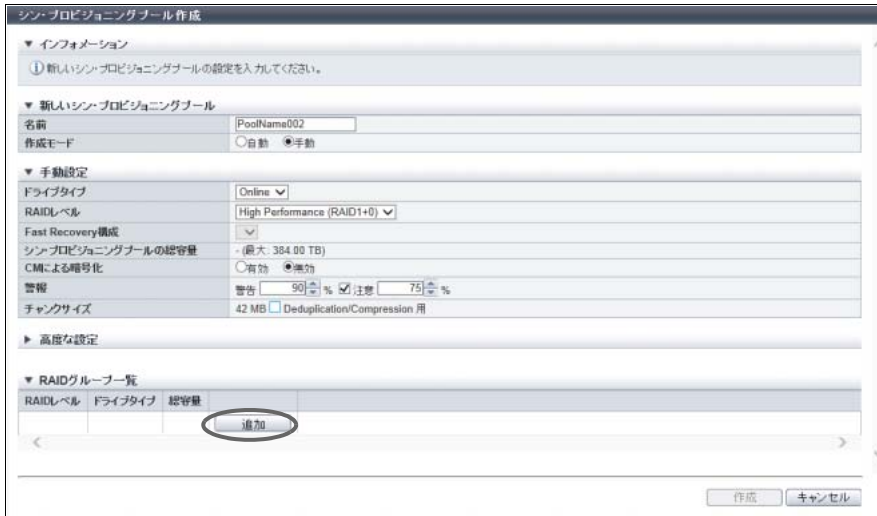 シン・プロビジョニングプール作成
▼ インフォメーション
新しいシン・プロビジョニングプールの設定を入力してください。
▼ 新しいシン・プロビジョニングプール
名前 PoolName002
作成モード 自動 手動
▼ 手動設定
ドライブタイプ Online
RAIDレベル High Performance (RAID1+0)
Fast Recovery構成
シン・プロビジョニングプールの総容量 - (最大: 384.00 TB)
CMによる暗号化 有効 無効
警報 警告 90 % 注意 75 %
チャンクサイズ 42 MB Deduplication/Compression 用
▶ 高度な設定
▼ RAIDグループ一覧
RAIDレベル ドライブタイプ 総容量
追加
作成 キャンセル